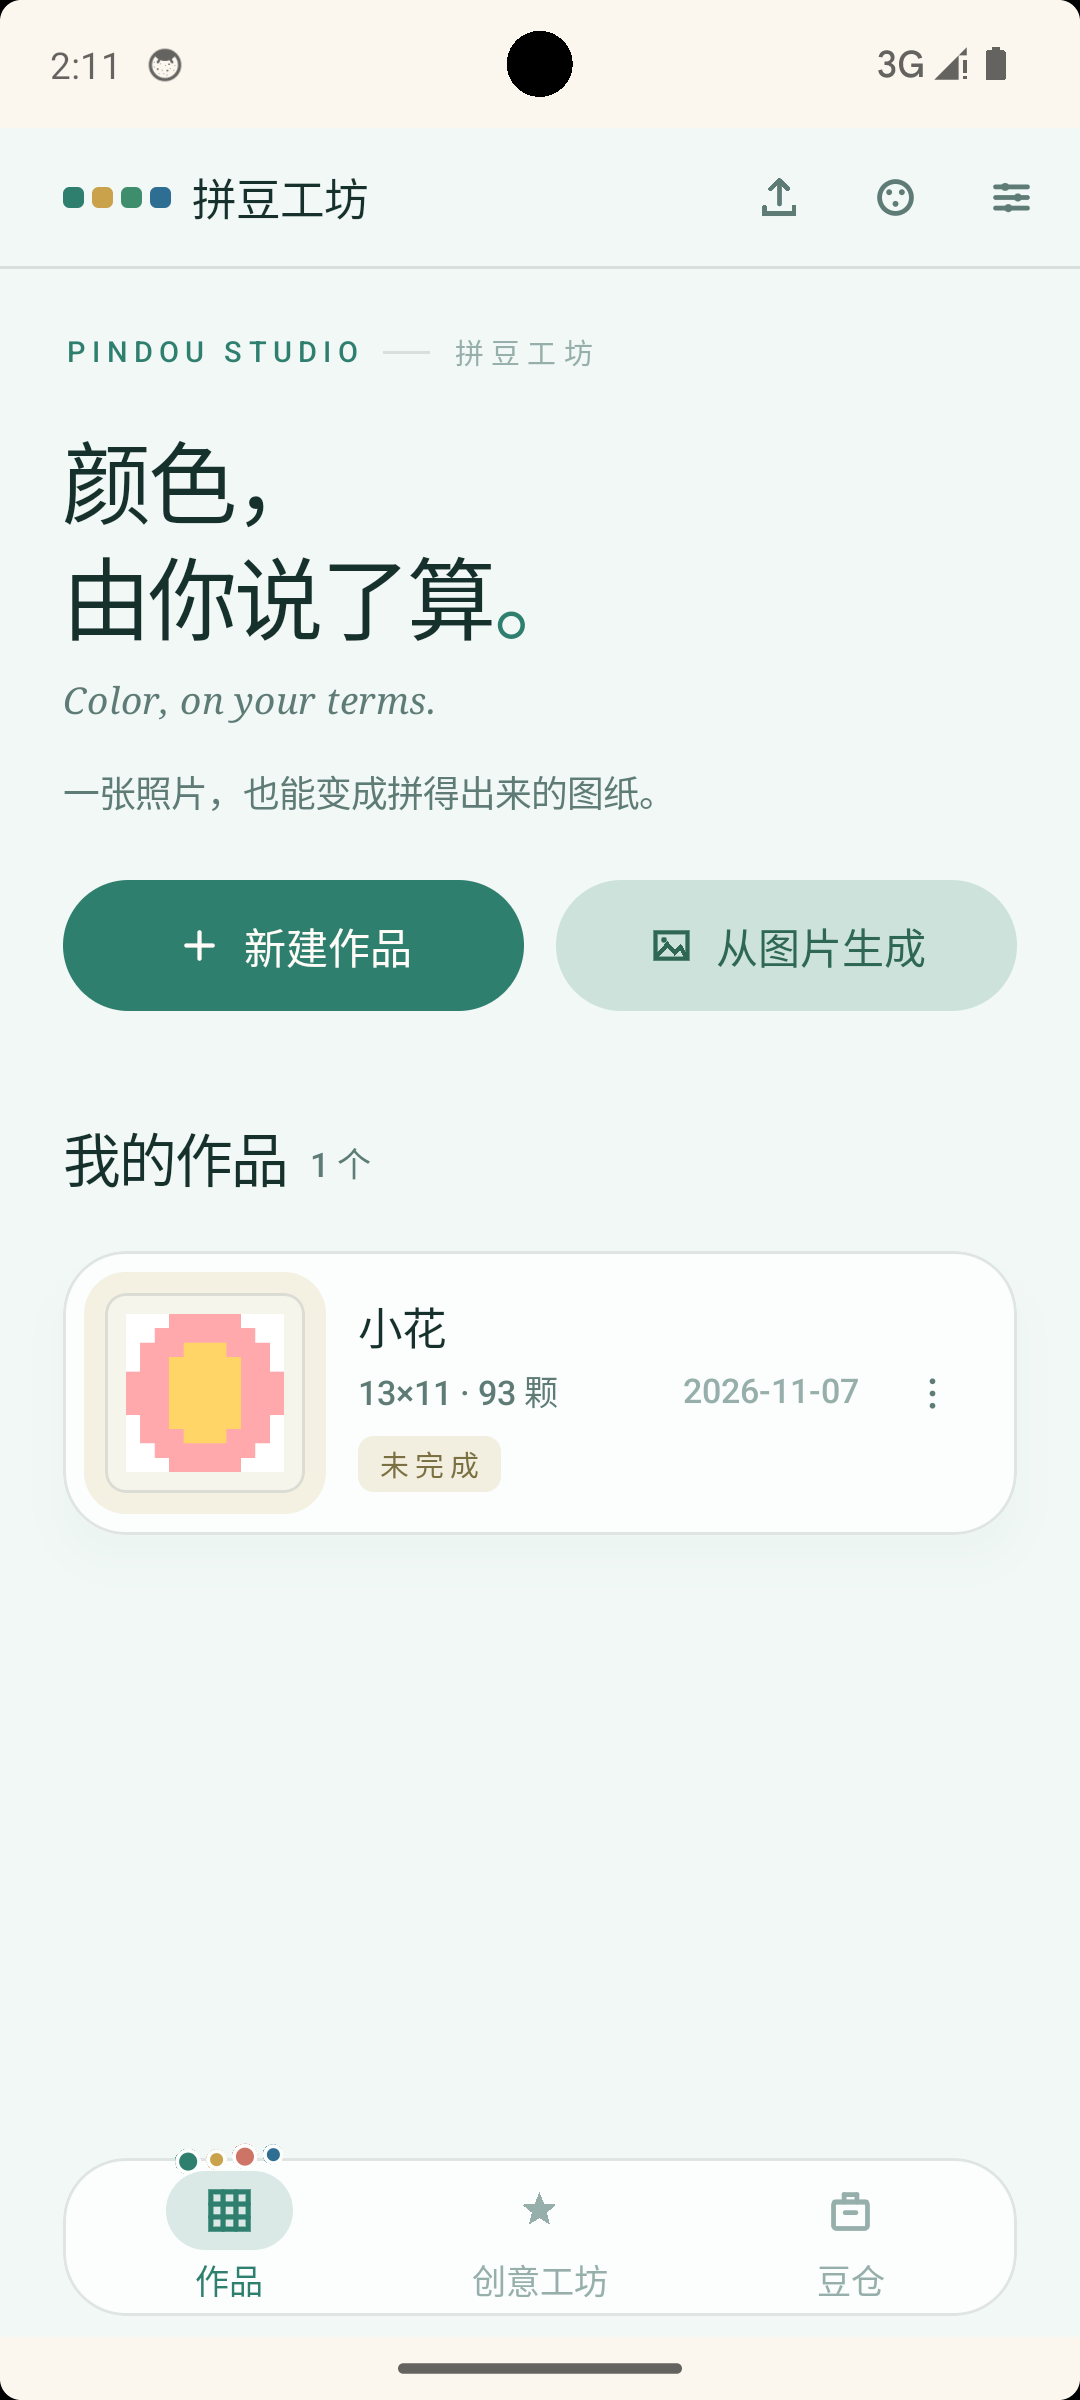 2:11
3G
拼豆工坊
PINDOU STUDIO — 拼豆工坊
颜色，
由你说了算。
Color, on your terms.
一张照片，也能变成拼得出来的图纸。
新建作品
从图片生成
我的作品 1 个
小花
13×11 · 93 颗
2026-11-07
未完成
作品
创意工坊
豆仓